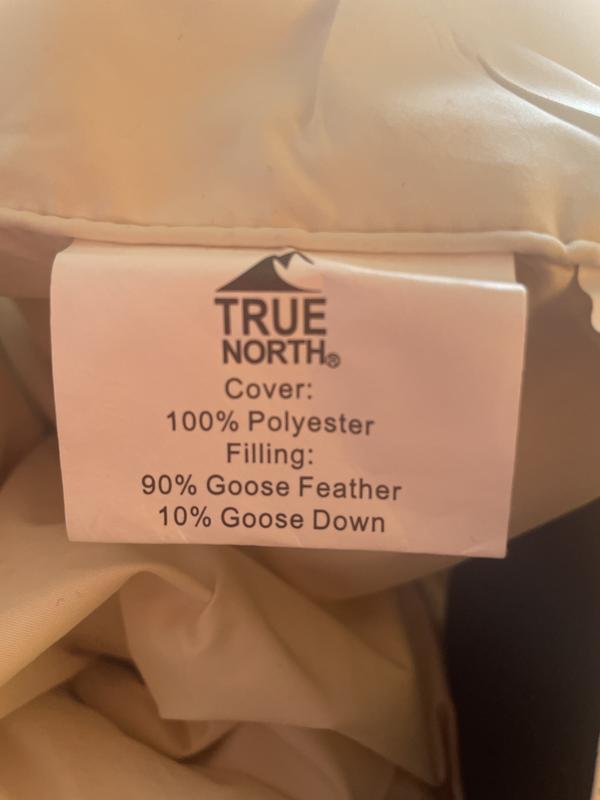 TRUE
NORTH®
Cover:
100% Polyester
Filling:
90% Goose Feather
10% Goose Down